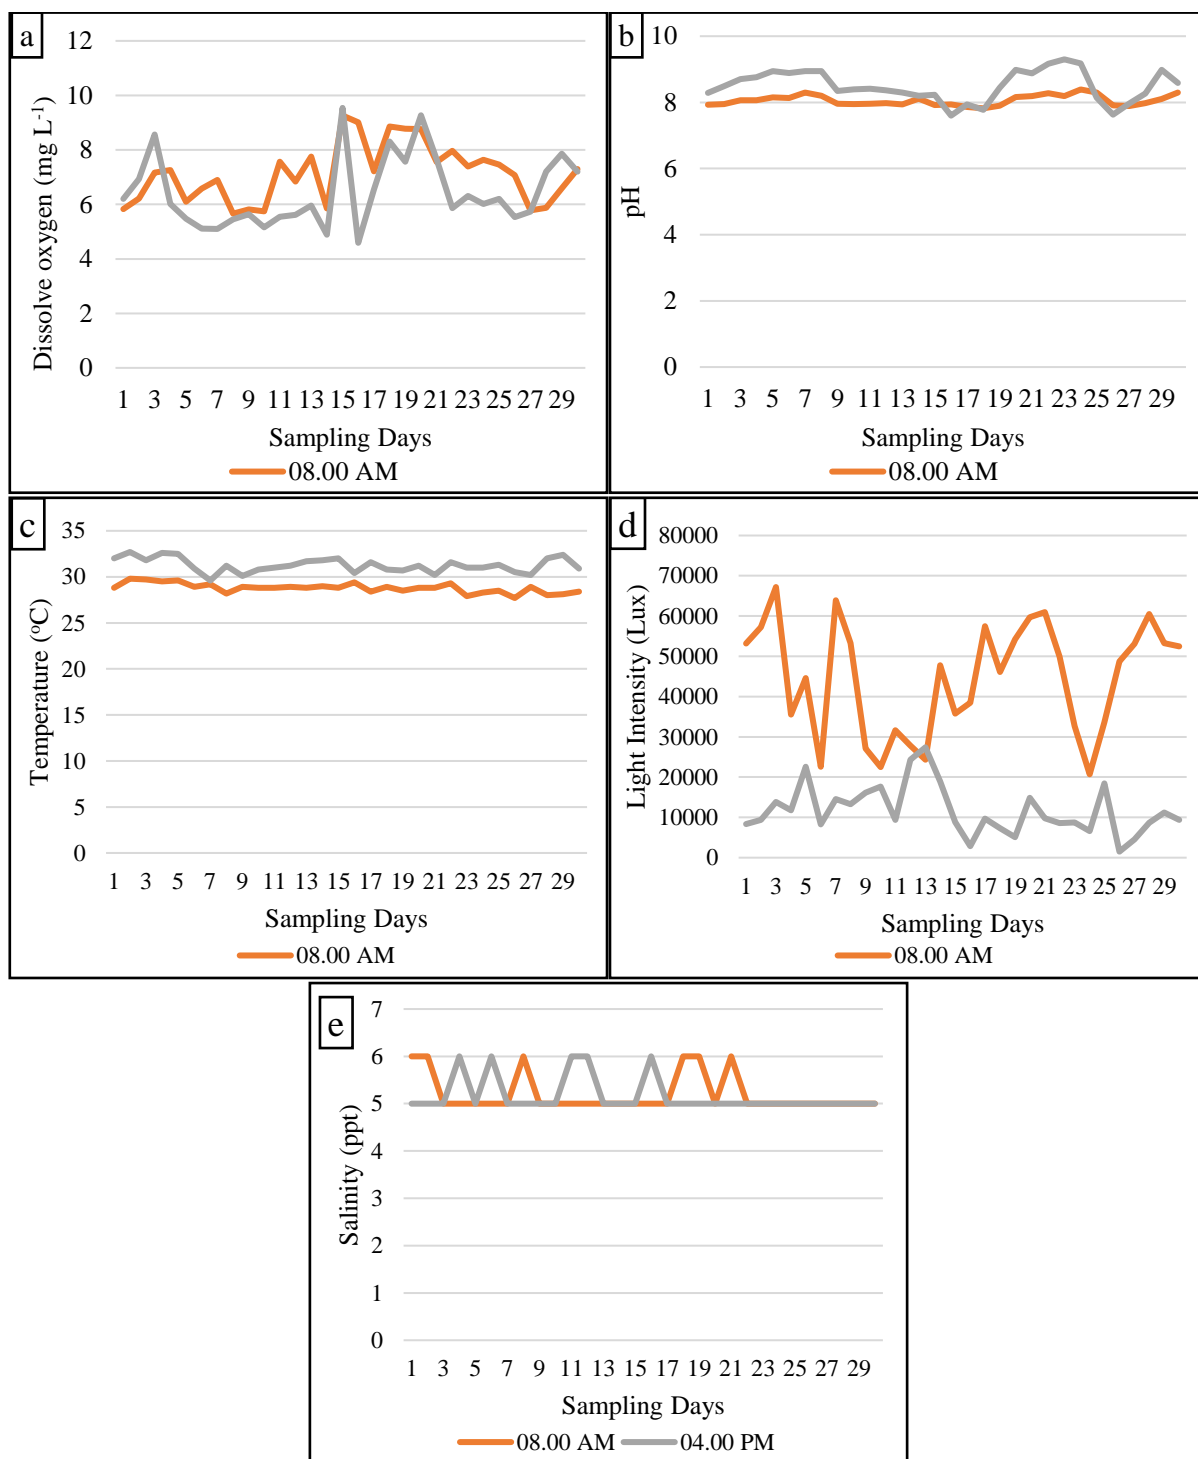 a
12
10
8
6
4
2
0
Dissolve oxygen (mg L-1)
1 3 5 7 9 11 13 15 17 19 21 23 25 27 29
Sampling Days
08.00 AM
b
10
8
6
4
2
0
pH
1 3 5 7 9 11 13 15 17 19 21 23 25 27 29
Sampling Days
08.00 AM
c
35
30
25
20
15
10
5
0
Temperature (oC)
1 3 5 7 9 11 13 15 17 19 21 23 25 27 29
Sampling Days
08.00 AM
d
80000
70000
60000
50000
40000
30000
20000
10000
0
Light Intensity (Lux)
1 3 5 7 9 11 13 15 17 19 21 23 25 27 29
Sampling Days
08.00 AM
e
7
6
5
4
3
2
1
0
Salinity (ppt)
1 3 5 7 9 11 13 15 17 19 21 23 25 27 29
Sampling Days
08.00 AM 04.00 PM